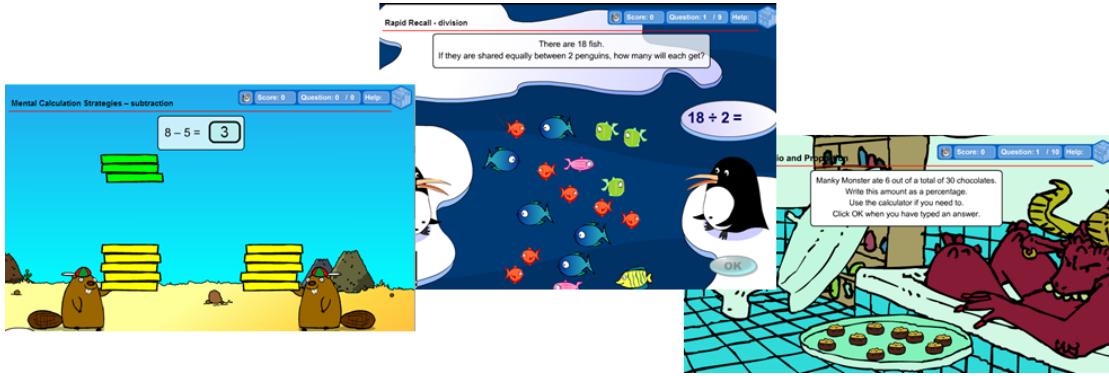 Mental Calculation Strategies – subtraction
Score: 0 Question: 0 / 0 Help:
8 – 5 = 3
Rapid Recall - division
Score: 0 Question: 1 / 9 Help:
There are 18 fish.
If they are shared equally between 2 penguins, how many will each get?
18 ÷ 2 =
OK
io and Proportion
Score: 0 Question: 1 / 10 Help:
Manky Monster ate 6 out of a total of 30 chocolates.
Write this amount as a percentage.
Use the calculator if you need to.
Click OK when you have typed an answer.